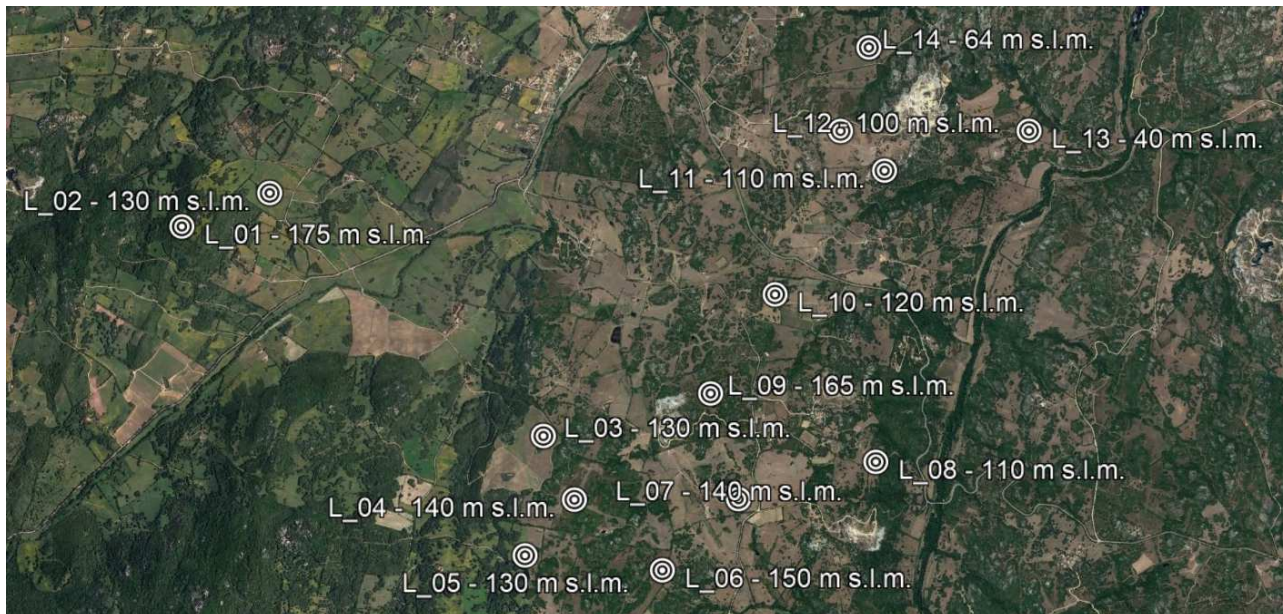 L_14 - 64 m s.l.m.
L_12 - 100 m s.l.m.
L_13 - 40 m s.l.m.
L_11 - 110 m s.l.m.
L_02 - 130 m s.l.m.
L_01 - 175 m s.l.m.
L_10 - 120 m s.l.m.
L_09 - 165 m s.l.m.
L_03 - 130 m s.l.m.
L_08 - 110 m s.l.m.
L_07 - 140 m s.l.m.
L_04 - 140 m s.l.m.
L_05 - 130 m s.l.m.
L_06 - 150 m s.l.m.